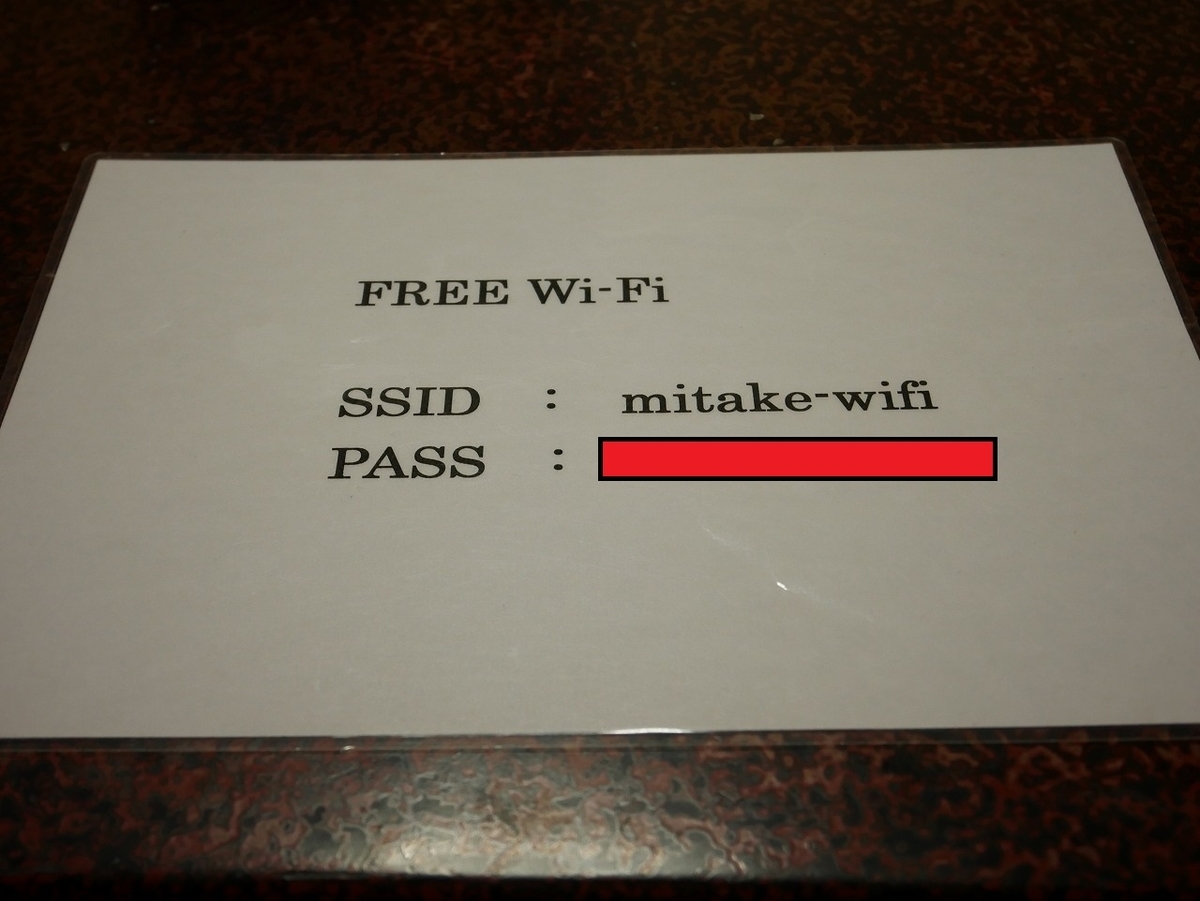 FREE Wi-Fi
SSID : mitake-wifi
PASS :